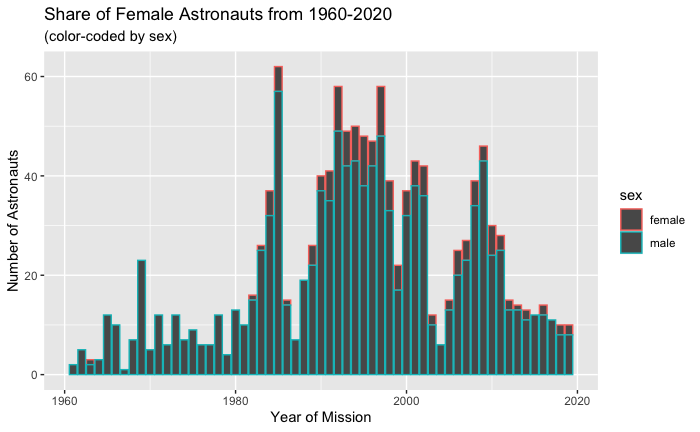 Share of Female Astronauts from 1960-2020
(color-coded by sex)
60
40
20
0
Number of Astronauts
1960
1980
2000
2020
Year of Mission
sex
female
male